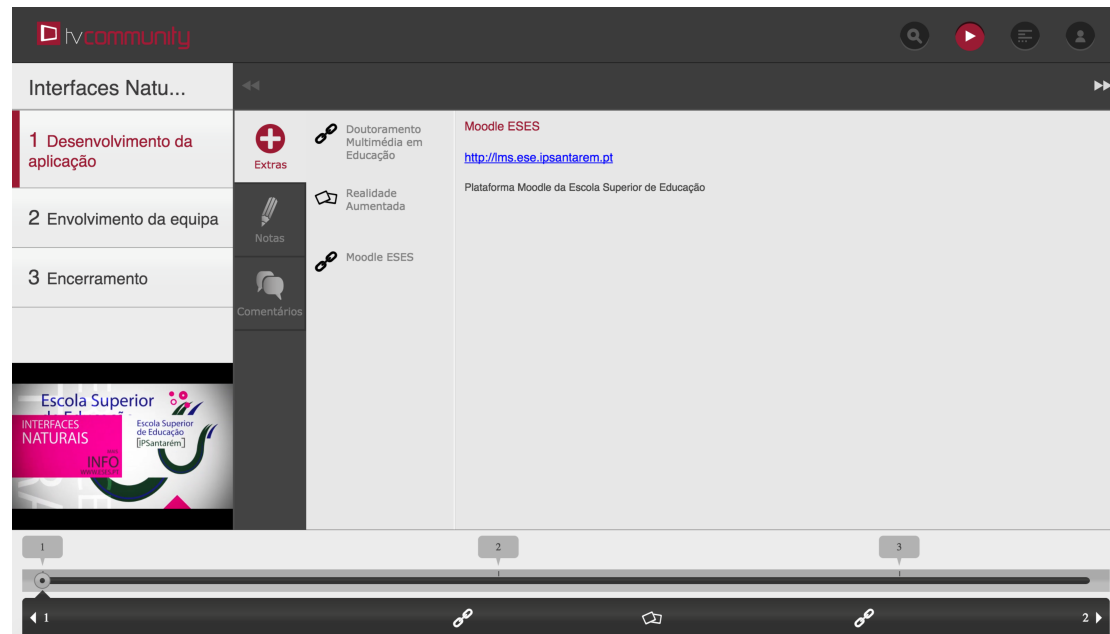 tvcommunity
Interfaces Natu...
1 Desenvolvimento da
aplicação
2 Envolvimento da equipa
3 Encerramento
Extras
Notas
Comentários
Doutoramento
Multimédia em
Educação
Realidade
Aumentada
Moodle ESES
Moodle ESES
http://lms.ese.ipsantarem.pt
Plataforma Moodle da Escola Superior de Educação
Escola Superior
INTERFACES
NATURAIS
INFO
Escola Superior
de Educação
[IPSantarém]
1
2
3
1
2